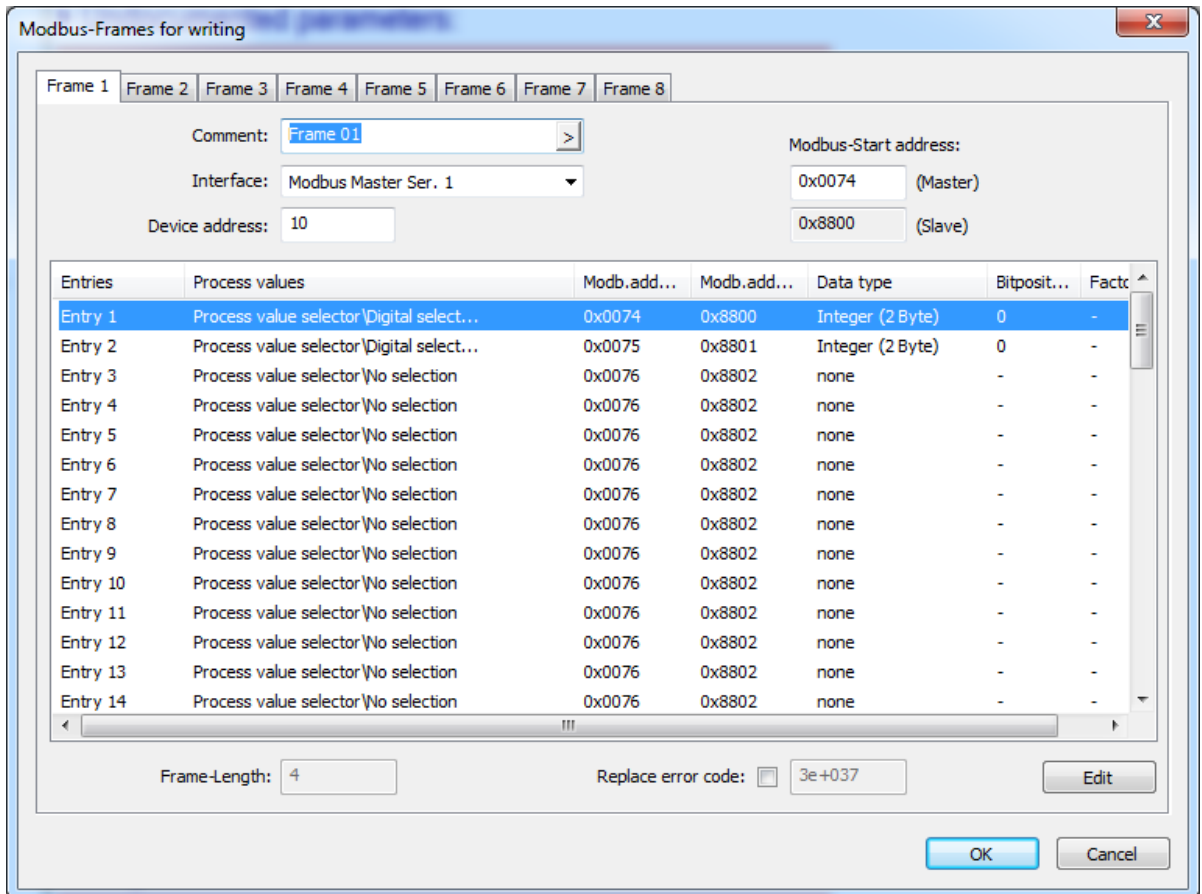 parameters:
Modbus-Frames for writing
Frame 1 Frame 2 Frame 3 Frame 4 Frame 5 Frame 6 Frame 7 Frame 8
Comment: Frame 01 >
Modbus-Start address:
Interface: Modbus Master Ser. 1 0x0074 (Master)
Device address: 10 0x8800 (Slave)
Entries Process values Modb.add... Modb.add... Data type Bitposit... Facto
Entry 1 Process value selector\Digital select... 0x0074 0x8800 Integer (2 Byte) 0 -
Entry 2 Process value selector\Digital select... 0x0075 0x8801 Integer (2 Byte) 0 -
Entry 3 Process value selector\No selection 0x0076 0x8802 none - -
Entry 4 Process value selector\No selection 0x0076 0x8802 none - -
Entry 5 Process value selector\No selection 0x0076 0x8802 none - -
Entry 6 Process value selector\No selection 0x0076 0x8802 none - -
Entry 7 Process value selector\No selection 0x0076 0x8802 none - -
Entry 8 Process value selector\No selection 0x0076 0x8802 none - -
Entry 9 Process value selector\No selection 0x0076 0x8802 none - -
Entry 10 Process value selector\No selection 0x0076 0x8802 none - -
Entry 11 Process value selector\No selection 0x0076 0x8802 none - -
Entry 12 Process value selector\No selection 0x0076 0x8802 none - -
Entry 13 Process value selector\No selection 0x0076 0x8802 none - -
Entry 14 Process value selector\No selection 0x0076 0x8802 none - -
Frame-Length: 4 Replace error code: 3e+037 Edit
OK Cancel